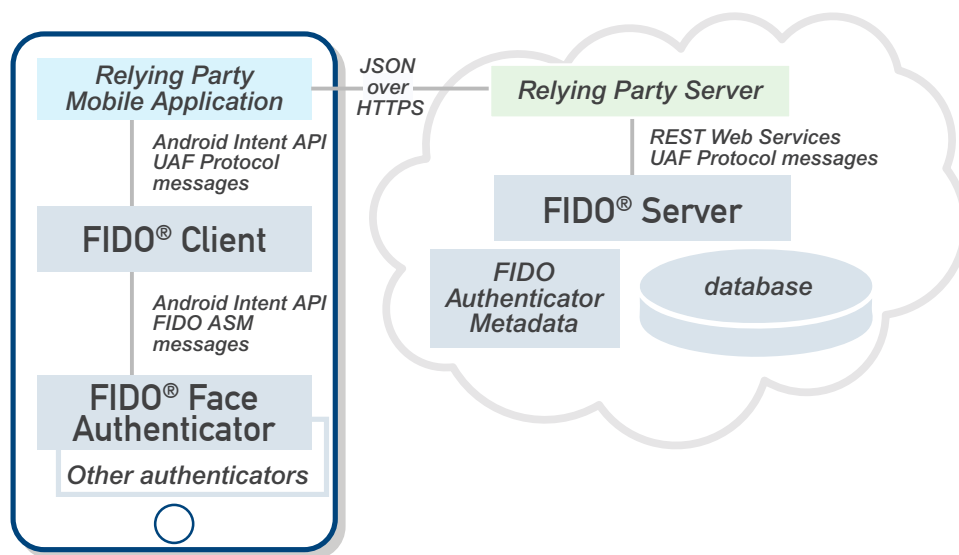 Relying Party
Mobile Application
JSON
over
HTTPS
Relying Party Server
Android Intent API
UAF Protocol
messages
REST Web Services
UAF Protocol messages
FIDO® Client
FIDO® Server
Android Intent API
FIDO ASM
messages
FIDO
Authenticator
Metadata
database
FIDO® Face
Authenticator
Other authenticators